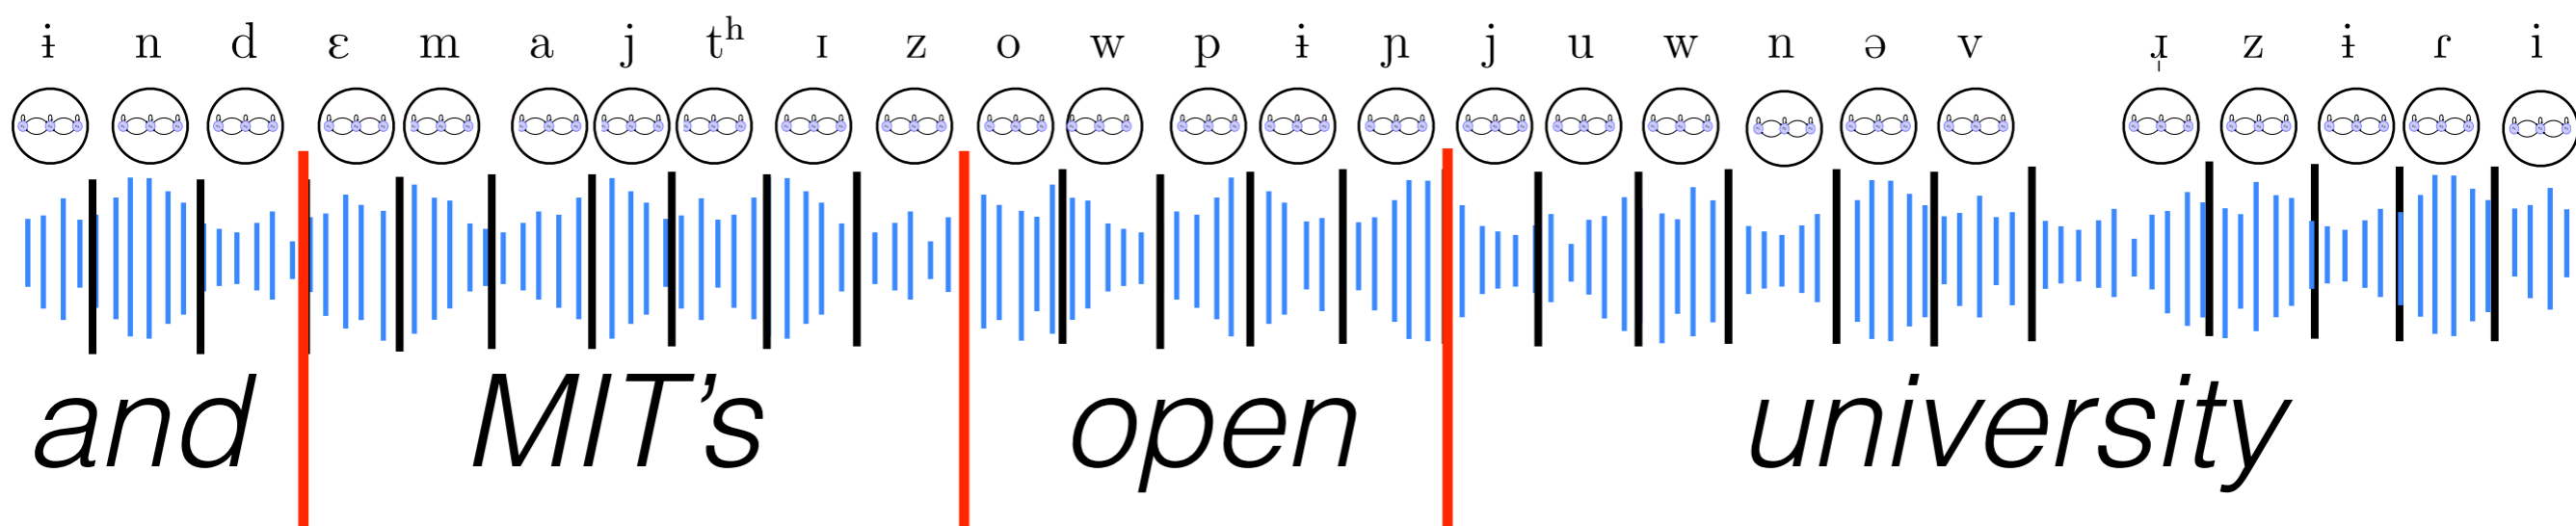 ɨ n d ɛ m a j tʰ ɪ z o w p ɨ ɲ j u w n ə v ɹ̩ z ɨ ɾ i
and MIT’s open university